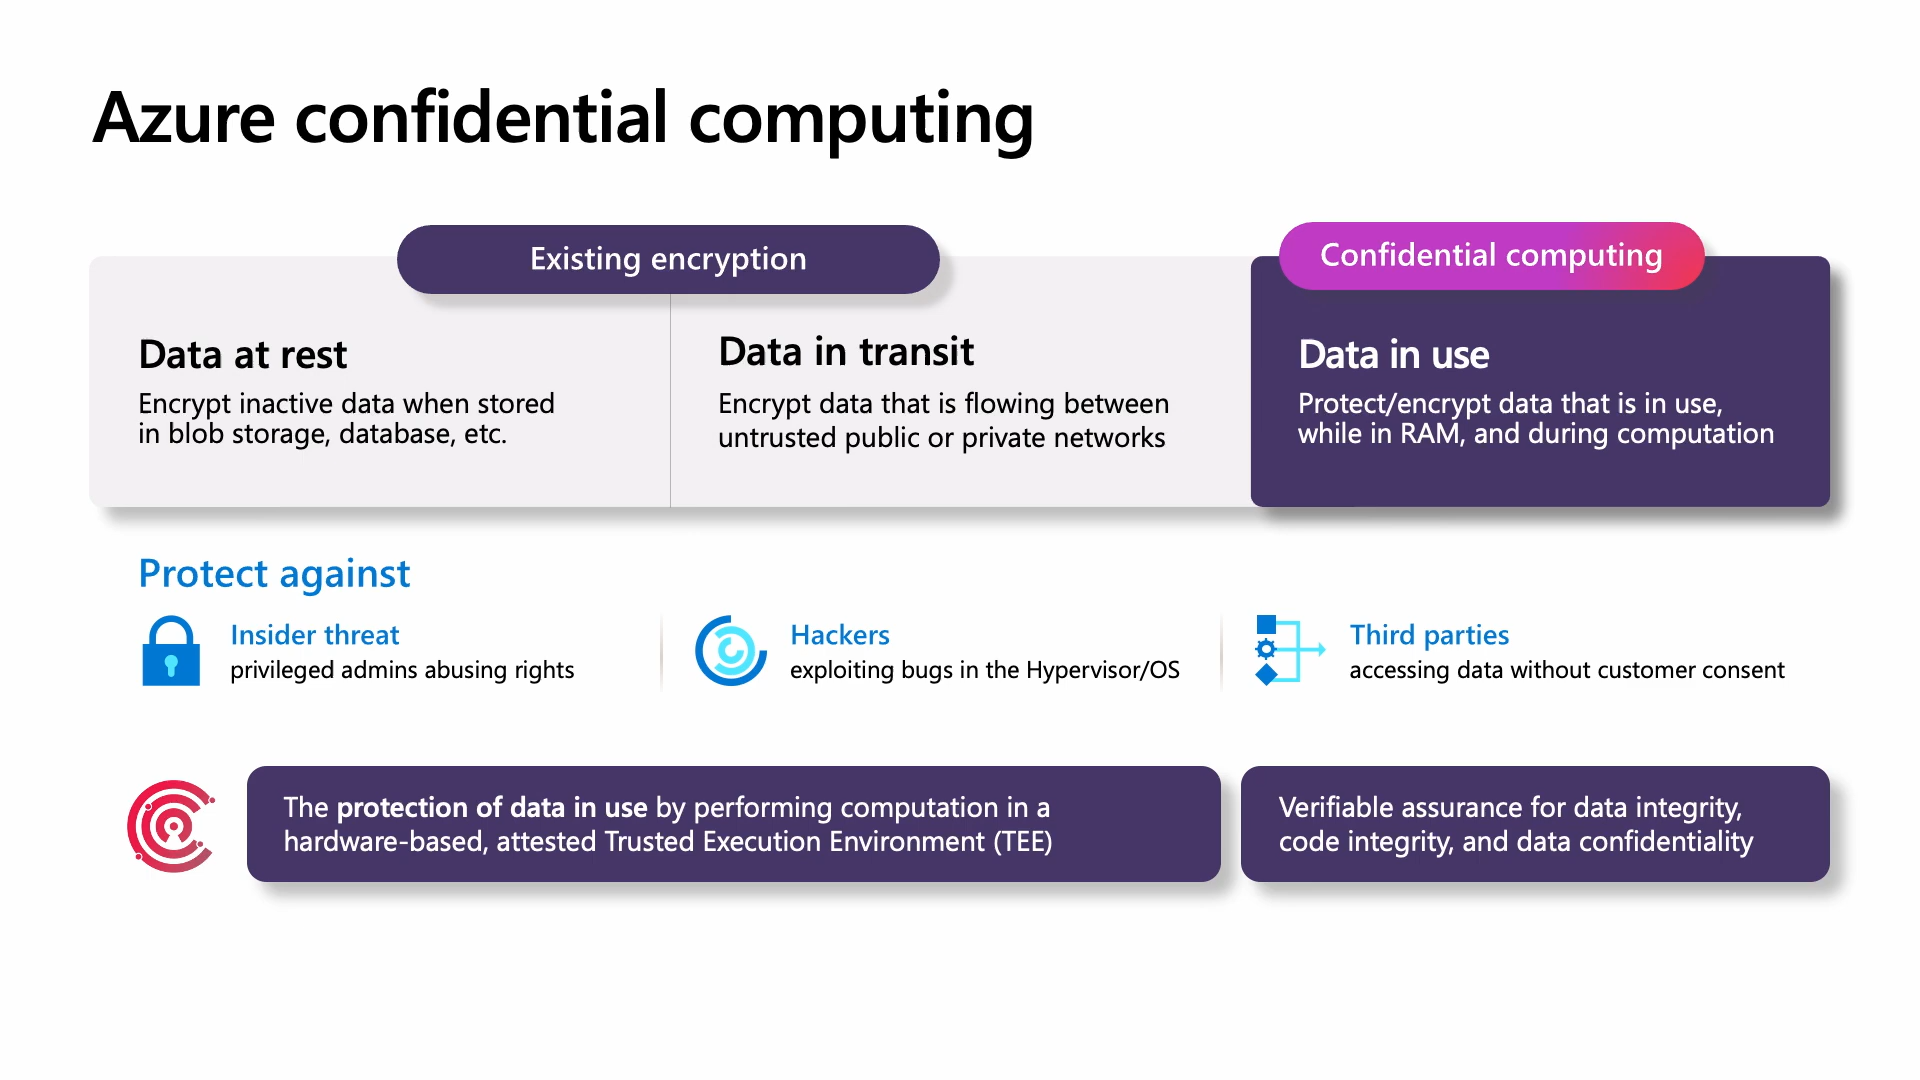 Azure confidential computing
Existing encryption
Confidential computing
Data at rest
Encrypt inactive data when stored
in blob storage, database, etc.
Data in transit
Encrypt data that is flowing between
untrusted public or private networks
Data in use
Protect/encrypt data that is in use,
while in RAM, and during computation
Protect against
Insider threat
privileged admins abusing rights
Hackers
exploiting bugs in the Hypervisor/OS
Third parties
accessing data without customer consent
The protection of data in use by performing computation in a
hardware-based, attested Trusted Execution Environment (TEE)
Verifiable assurance for data integrity,
code integrity, and data confidentiality